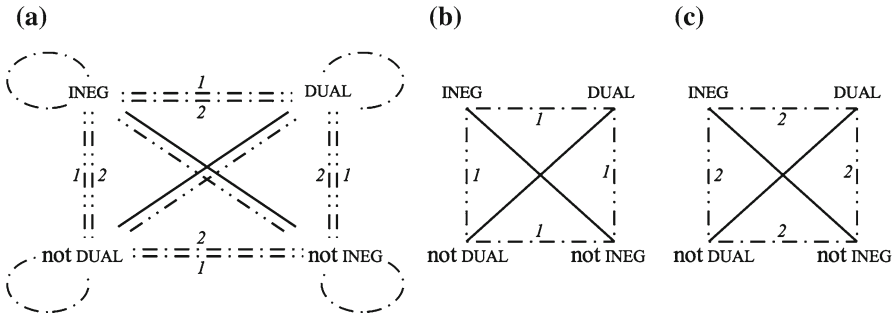 (a) (b) (c)
INEG 1 DUAL
2
1 2 2 1
not DUAL 2 not INEG
1
INEG DUAL
1
1 1
1
not DUAL not INEG
INEG DUAL
2
2 2
2
not DUAL not INEG